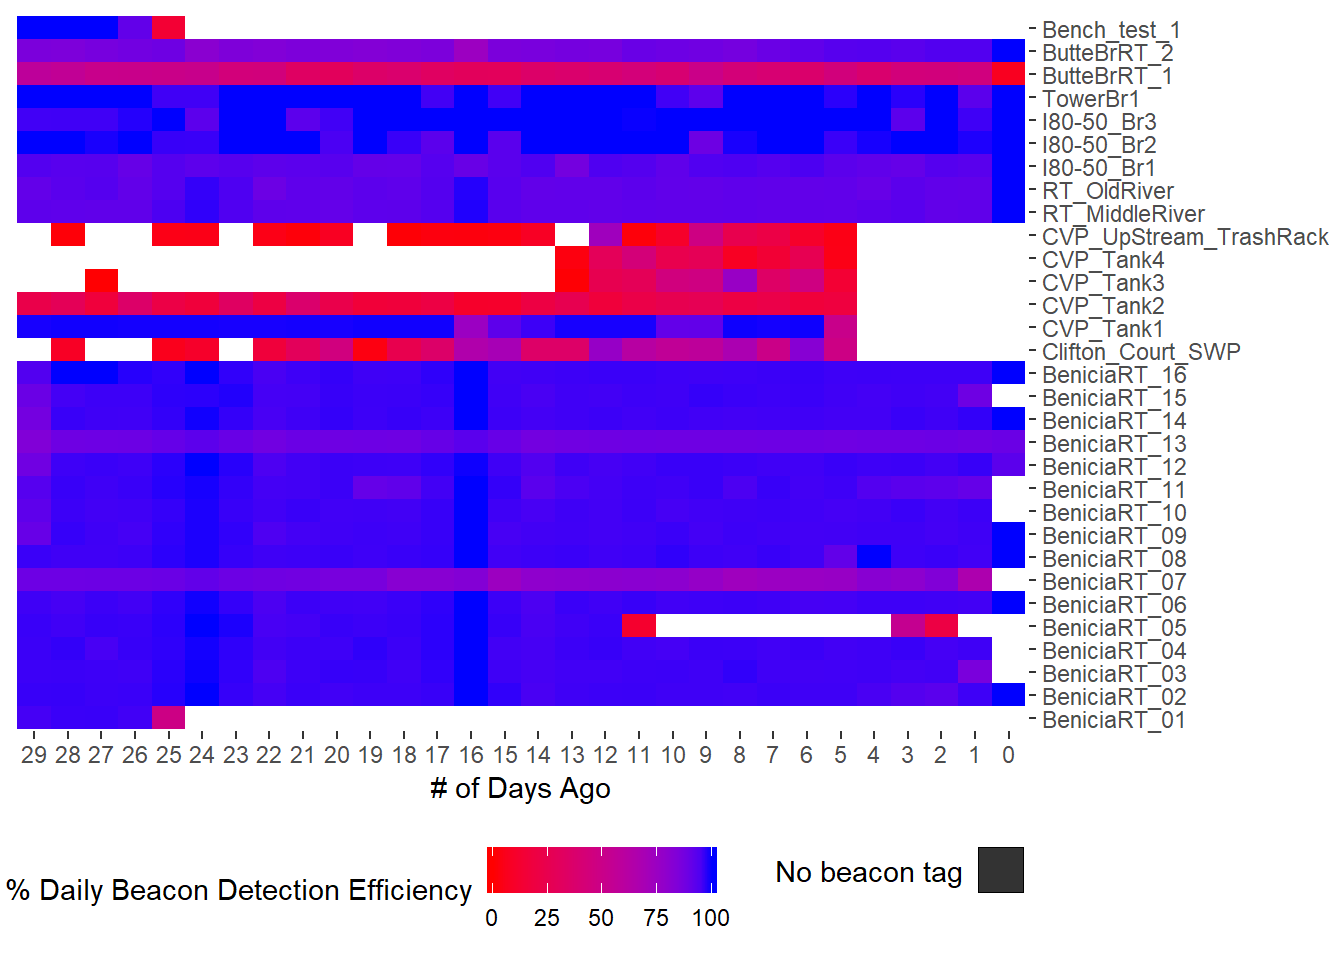 Bench_test_1
ButteBrRT_2
ButteBrRT_1
TowerBr1
I80-50_Br3
I80-50_Br2
I80-50_Br1
RT_OldRiver
RT_MiddleRiver
CVP_UpStream_TrashRack
CVP_Tank4
CVP_Tank3
CVP_Tank2
CVP_Tank1
Clifton_Court_SWP
BeniciaRT_16
BeniciaRT_15
BeniciaRT_14
BeniciaRT_13
BeniciaRT_12
BeniciaRT_11
BeniciaRT_10
BeniciaRT_09
BeniciaRT_08
BeniciaRT_07
BeniciaRT_06
BeniciaRT_05
BeniciaRT_04
BeniciaRT_03
BeniciaRT_02
BeniciaRT_01
29 28 27 26 25 24 23 22 21 20 19 18 17 16 15 14 13 12 11 10 9 8 7 6 5 4 3 2 1 0
# of Days Ago
% Daily Beacon Detection Efficiency
0 25 50 75 100
No beacon tag